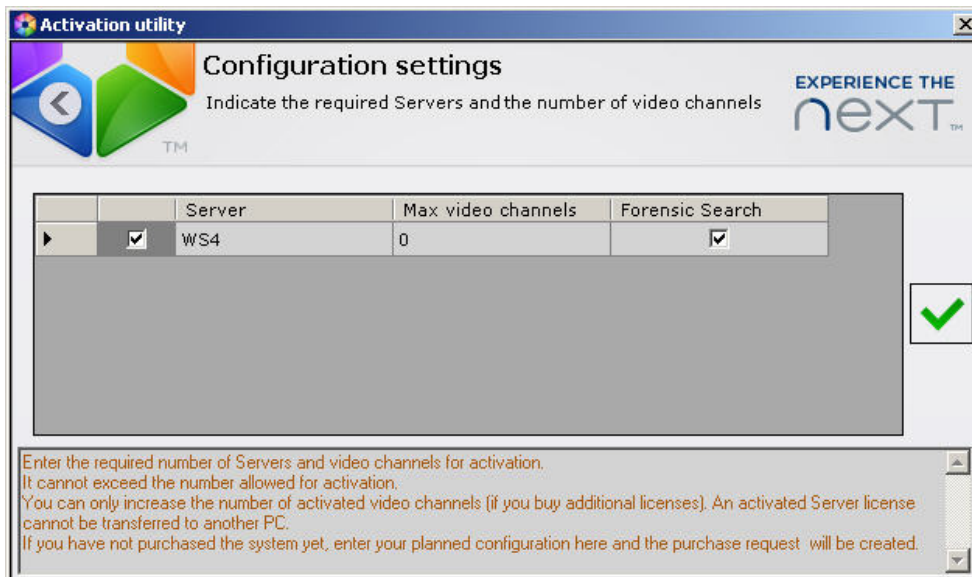 Activation utility
Configuration settings
Indicate the required Servers and the number of video channels
EXPERIENCE THE
next™
TM
Server Max video channels Forensic Search
WS4 0
Enter the required number of Servers and video channels for activation.
It cannot exceed the number allowed for activation.
You can only increase the number of activated video channels (if you buy additional licenses). An activated Server license
cannot be transferred to another PC.
If you have not purchased the system yet, enter your planned configuration here and the purchase request will be created.